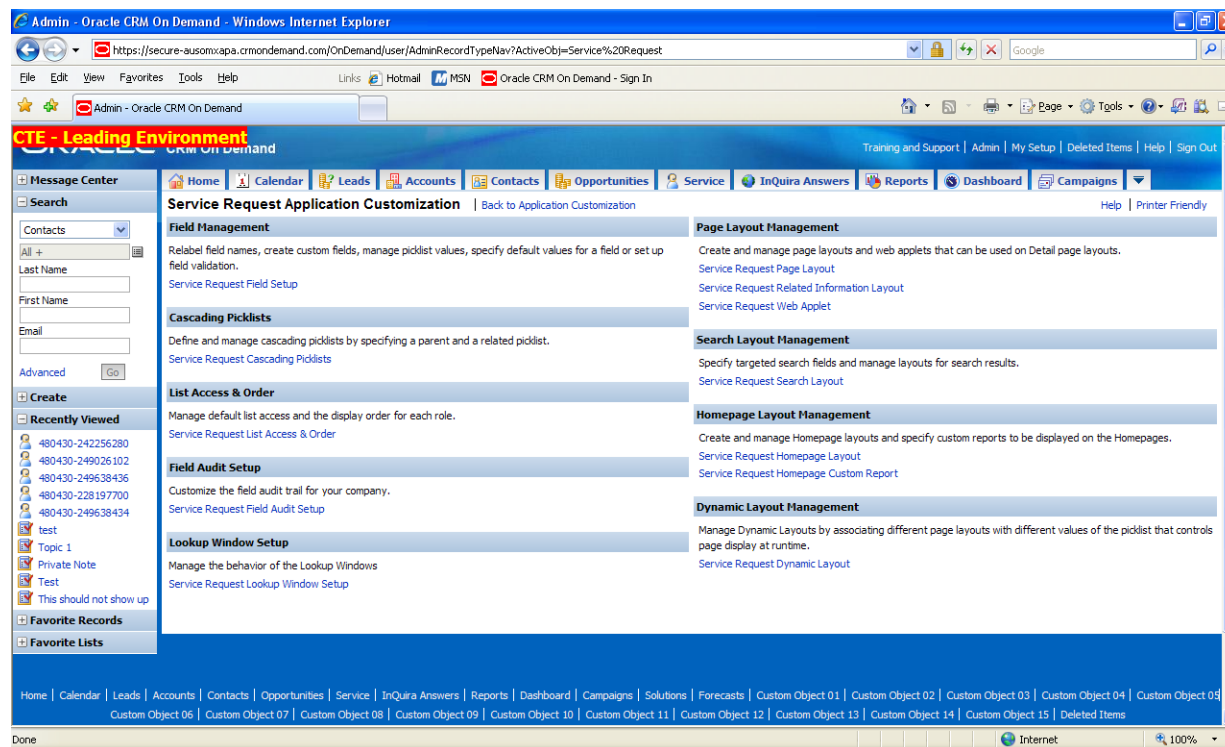 Admin - Oracle CRM On Demand - Windows Internet Explorer
https://secure-ausomxapa.crmondemand.com/OnDemand/user/AdminRecordTypeNav?ActiveObj=Service%20Request
Google
File Edit View Favorites Tools Help Links Hotmail MSN Oracle CRM On Demand - Sign In
Admin - Oracle CRM On Demand
Page Tools
CTE - Leading Environment
CRM On Demand
Training and Support | Admin | My Setup | Deleted Items | Help | Sign Out
Message Center
Home Calendar Leads Accounts Contacts Opportunities Service InQuira Answers Reports Dashboard Campaigns
Search
Contacts
All +
Last Name
First Name
Email
Advanced Go
Create
Recently Viewed
480430-242256280
480430-249026102
480430-249638436
480430-228197700
480430-249638434
test
Topic 1
Private Note
Test
This should not show up
Favorite Records
Favorite Lists
Service Request Application Customization | Back to Application Customization
Help | Printer Friendly
Field Management
Relabel field names, create custom fields, manage picklist values, specify default values for a field or set up
field validation.
Service Request Field Setup
Cascading Picklists
Define and manage cascading picklists by specifying a parent and a related picklist.
Service Request Cascading Picklists
List Access & Order
Manage default list access and the display order for each role.
Service Request List Access & Order
Field Audit Setup
Customize the field audit trail for your company.
Service Request Field Audit Setup
Lookup Window Setup
Manage the behavior of the Lookup Windows
Service Request Lookup Window Setup
Page Layout Management
Create and manage page layouts and web applets that can be used on Detail page layouts.
Service Request Page Layout
Service Request Related Information Layout
Service Request Web Applet
Search Layout Management
Specify targeted search fields and manage layouts for search results.
Service Request Search Layout
Homepage Layout Management
Create and manage Homepage layouts and specify custom reports to be displayed on the Homepages.
Service Request Homepage Layout
Service Request Homepage Custom Report
Dynamic Layout Management
Manage Dynamic Layouts by associating different page layouts with different values of the picklist that controls
page display at runtime.
Service Request Dynamic Layout
Home | Calendar | Leads | Accounts | Contacts | Opportunities | Service | InQuira Answers | Reports | Dashboard | Campaigns | Solutions | Forecasts | Custom Object 01 | Custom Object 02 | Custom Object 03 | Custom Object 04 | Custom Object 05
Custom Object 06 | Custom Object 07 | Custom Object 08 | Custom Object 09 | Custom Object 10 | Custom Object 11 | Custom Object 12 | Custom Object 13 | Custom Object 14 | Custom Object 15 | Deleted Items
Done Internet 100%